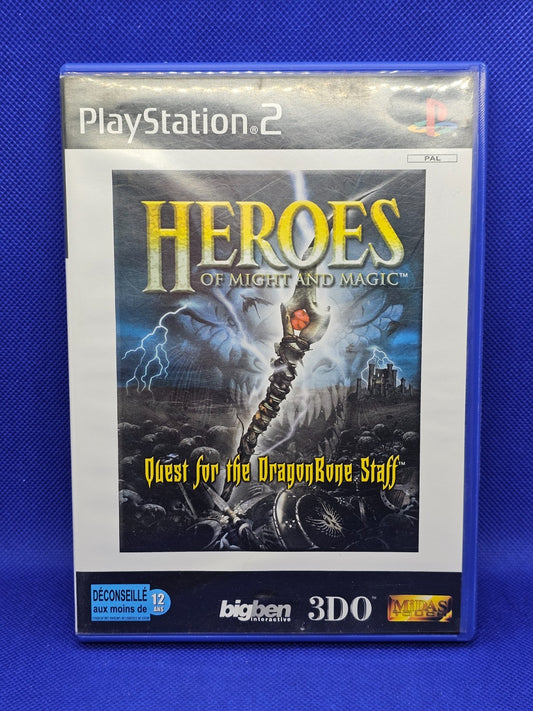 PlayStation®2
PAL
HEROES
OF MIGHT AND MAGIC™
Quest for the DragonBone Staff™
DÉCONSEILLÉ
aux moins de 12 ANS
bigben
interactive
3DO™
MIDAS